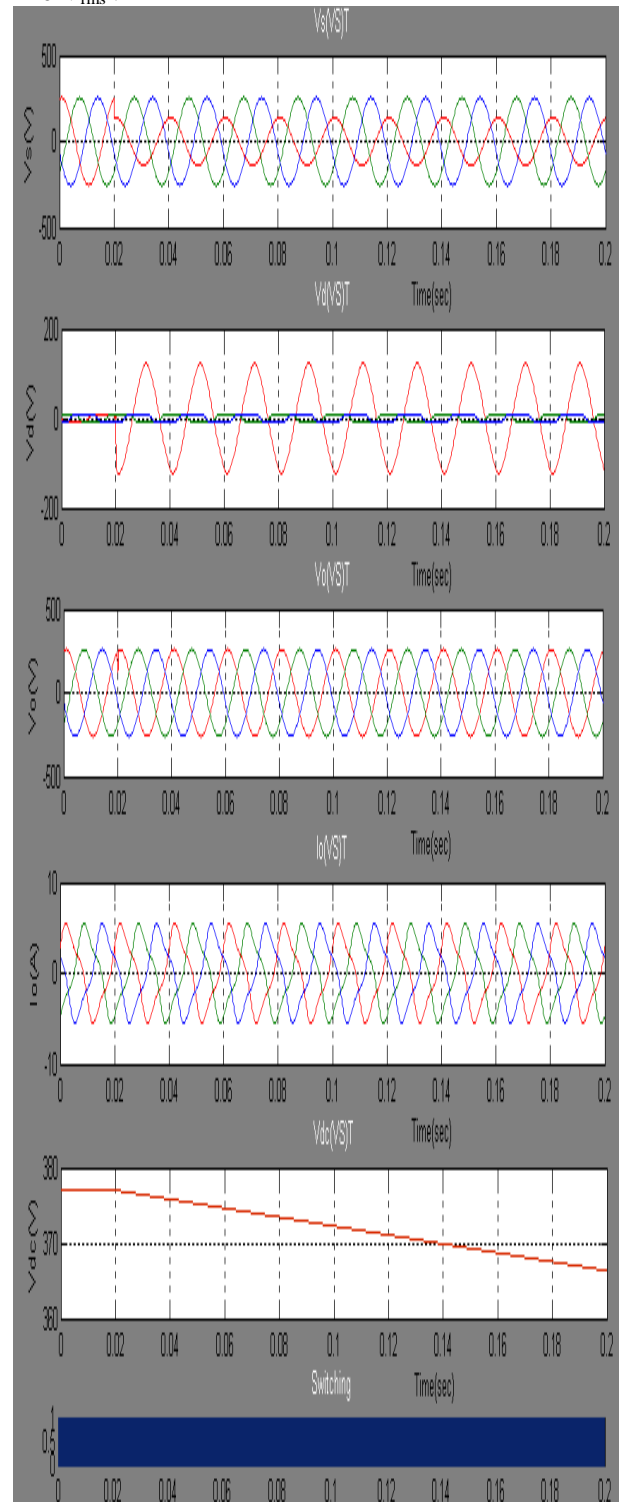 rms
Vs(VS)T
Vs(V)
500
0
-500
0 0.02 0.04 0.06 0.08 0.1 0.12 0.14 0.16 0.18 0.2
Vd(VS)T Time(sec)
Vd(V)
200
0
-200
0 0.02 0.04 0.06 0.08 0.1 0.12 0.14 0.16 0.18 0.2
Vo(VS)T Time(sec)
Vo(V)
500
0
-500
0 0.02 0.04 0.06 0.08 0.1 0.12 0.14 0.16 0.18 0.2
Io(VS)T Time(sec)
Io(A)
10
0
-10
0 0.02 0.04 0.06 0.08 0.1 0.12 0.14 0.16 0.18 0.2
Vdc(VS)T Time(sec)
Vdc(V)
380
370
360
0 0.02 0.04 0.06 0.08 0.1 0.12 0.14 0.16 0.18 0.2
Switching Time(sec)
1
0.5
0
0 0.02 0.04 0.06 0.08 0.1 0.12 0.14 0.16 0.18 0.2